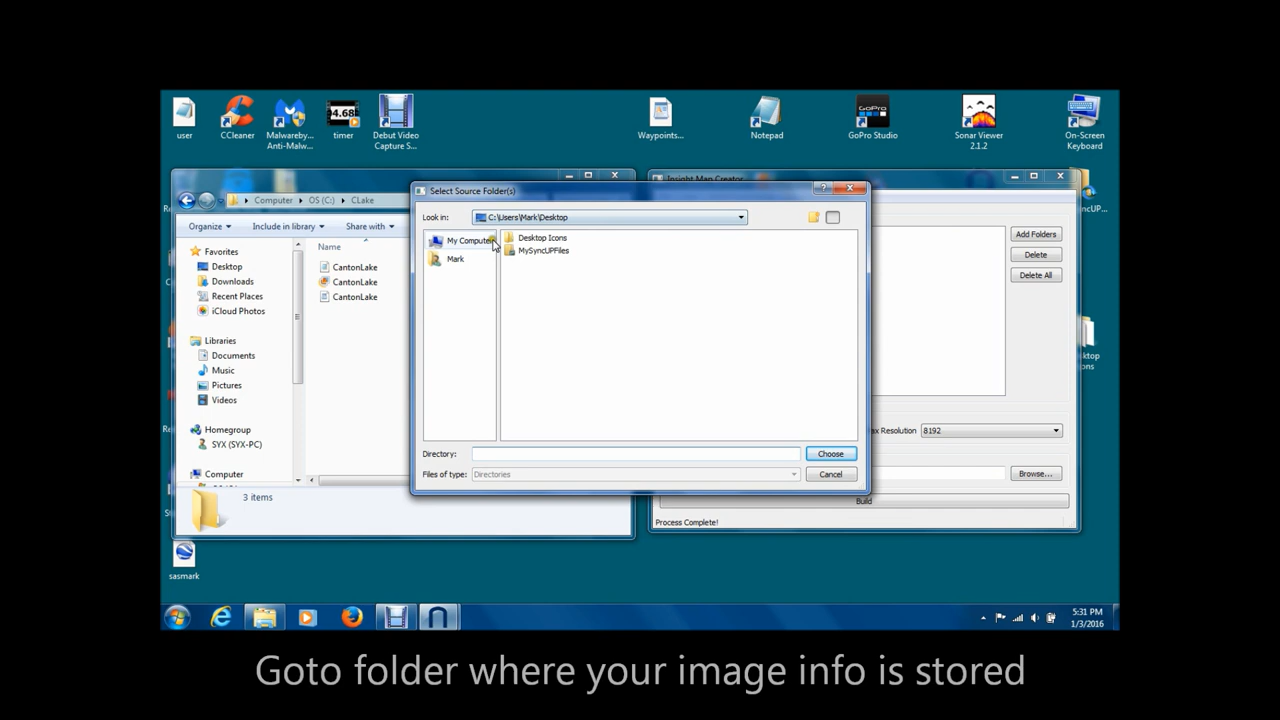 user
CCleaner
Malwareby...
Anti-Malw...
timer
Debut Video
Capture S...
Waypoints...
Notepad
GoPro
GoPro Studio
Sonar Viewer
2.1.2
On-Screen
Keyboard
Computer
OS (C:)
CLake
Organize
Include in library
Share with
Favorites
Desktop
Downloads
Recent Places
iCloud Photos
Libraries
Documents
Music
Pictures
Videos
Homegroup
SYX (SYX-PC)
Computer
Name
CantonLake
CantonLake
CantonLake
3 items
Select Source Folder(s)
Look in:
C:\Users\Mark\Desktop
My Computer
Mark
Desktop Icons
MySyncUPFiles
Directory:
Choose
Files of type:
Directories
Cancel
Insight Map Creator
Add Folders
Delete
Delete All
Max Resolution
8192
Browse...
Build
Process Complete!
sasmark
5:31 PM
1/3/2016
Goto folder where your image info is stored